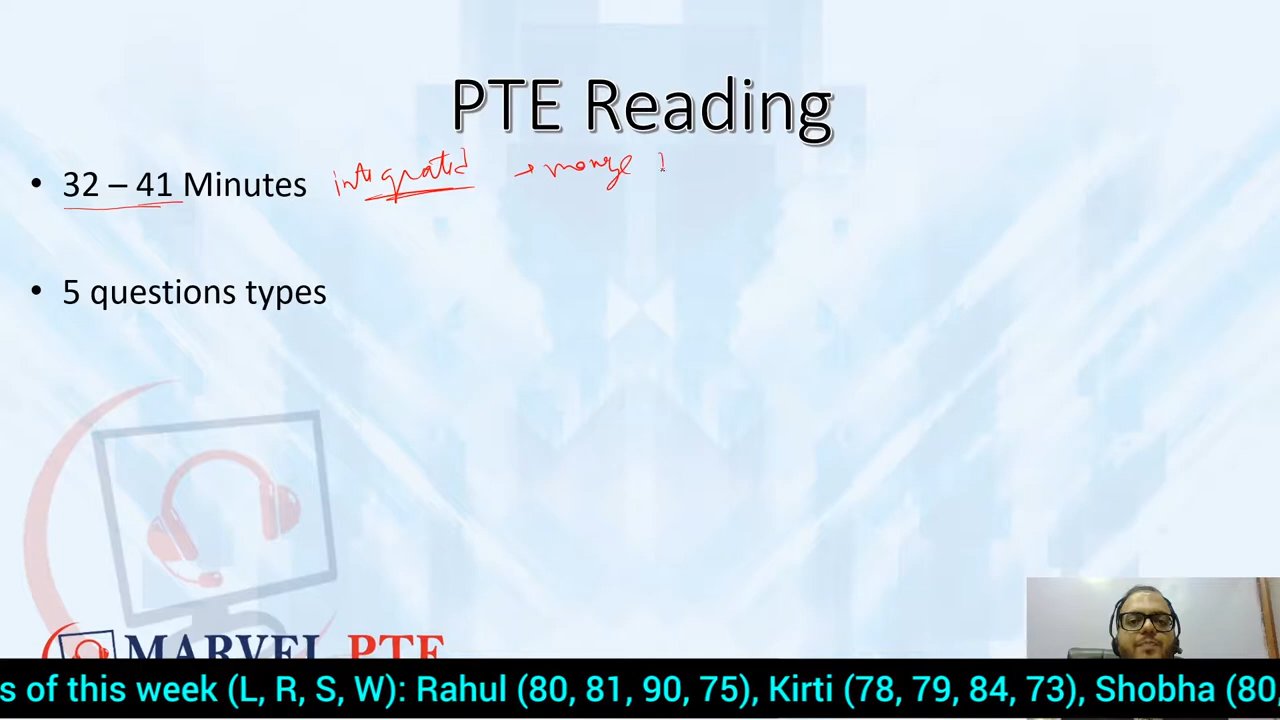 PTE Reading
• 32 – 41 Minutes integrated →
• 5 questions types
MARVEL PTE
s of this week (L, R, S, W): Rahul (80, 81, 90, 75), Kirti (78, 79, 84, 73), Shobha (80,